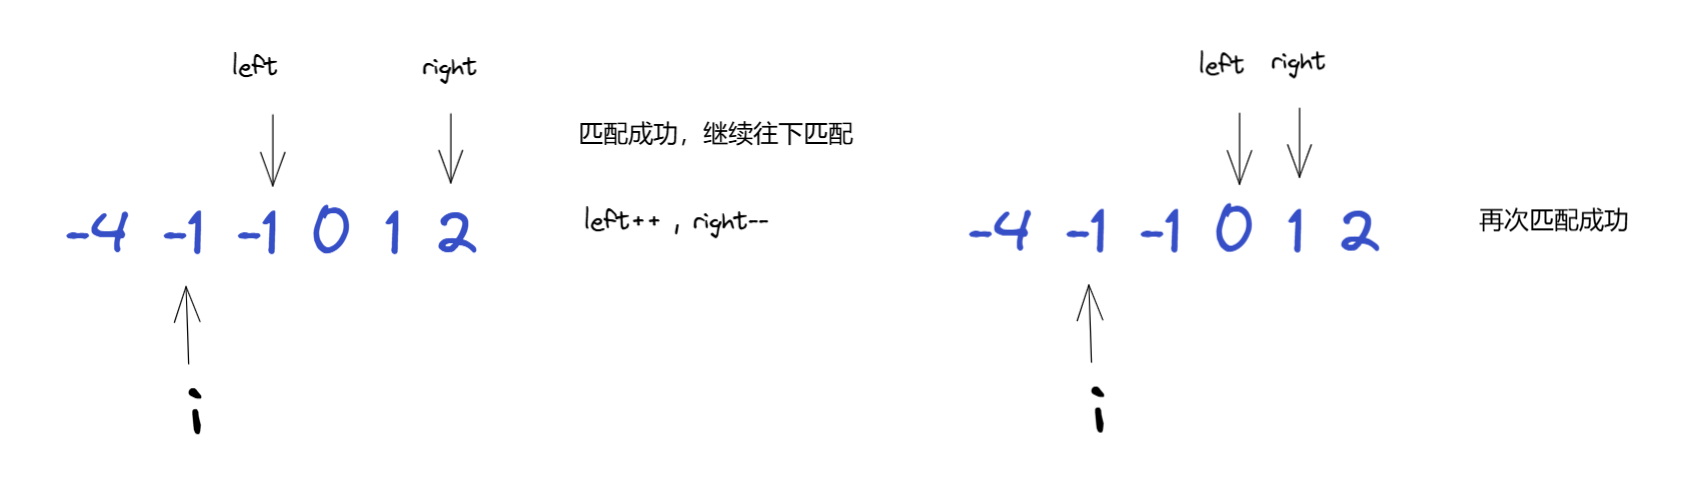 left right
匹配成功，继续往下匹配
-4 -1 -1 0 1 2
left++ , right--
i
left right
-4 -1 -1 0 1 2
再次匹配成功
i